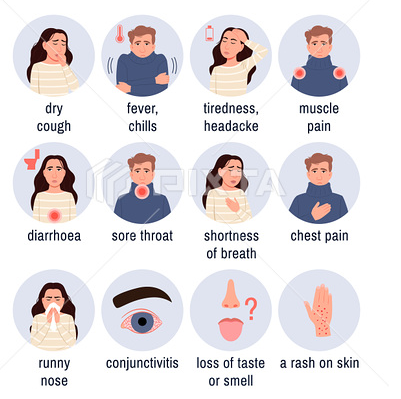 dry
cough
fever,
chills
tiredness,
headacke
muscle
pain
diarrhoea
sore throat
shortness
of breath
chest pain
PIXTA
runny
nose
conjunctivitis
loss of taste
or smell
a rash on skin